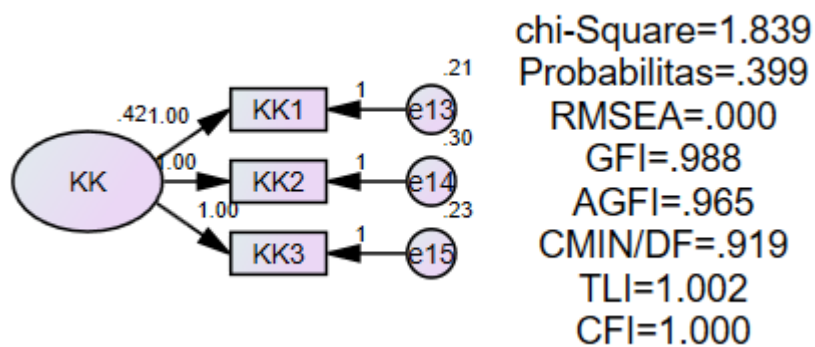 .42
1.00
KK1
1
e13
.21
KK
1.00
KK2
1
e14
.30
1.00
KK3
1
e15
.23
chi-Square=1.839
Probabilitas=.399
RMSEA=.000
GFI=.988
AGFI=.965
CMIN/DF=.919
TLI=1.002
CFI=1.000